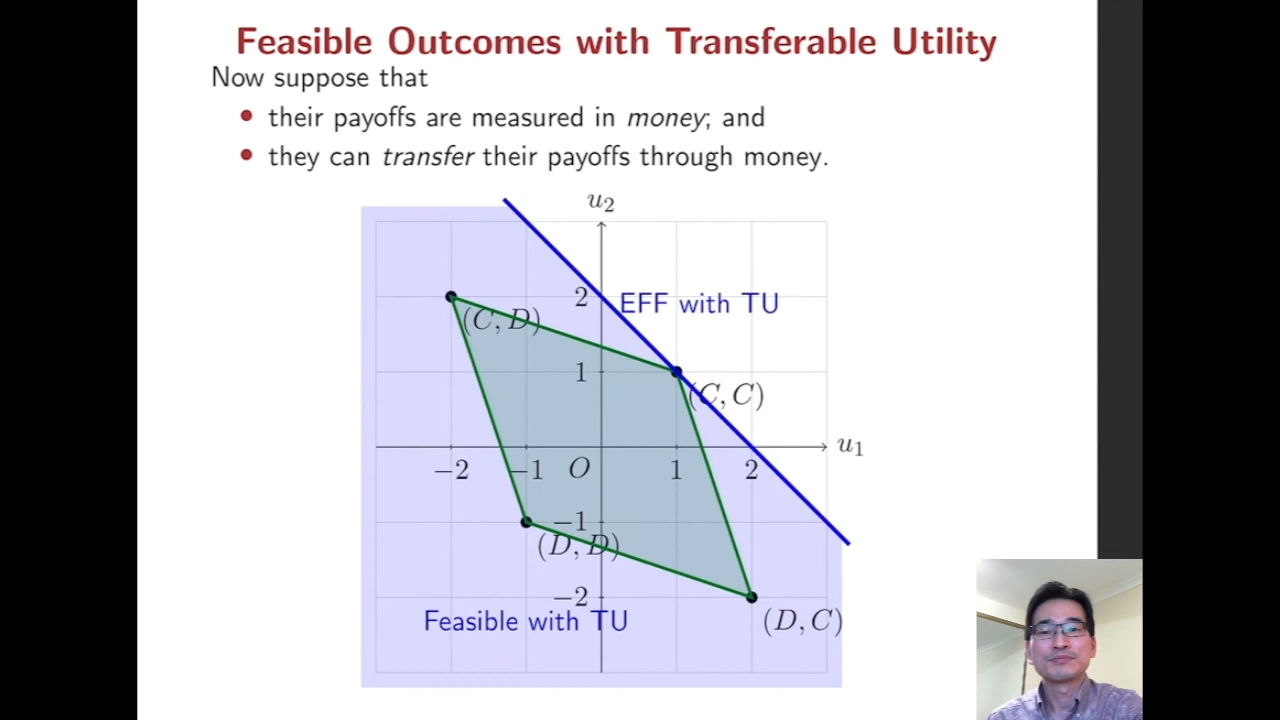 Feasible Outcomes with Transferable Utility
Now suppose that
• their payoffs are measured in money; and
• they can transfer their payoffs through money.
u₂
2
EFF with TU
(C, D)
1
(C, C)
u₁
−2
−1
O
1
2
−1
(D, D)
−2
Feasible with TU
(D, C)